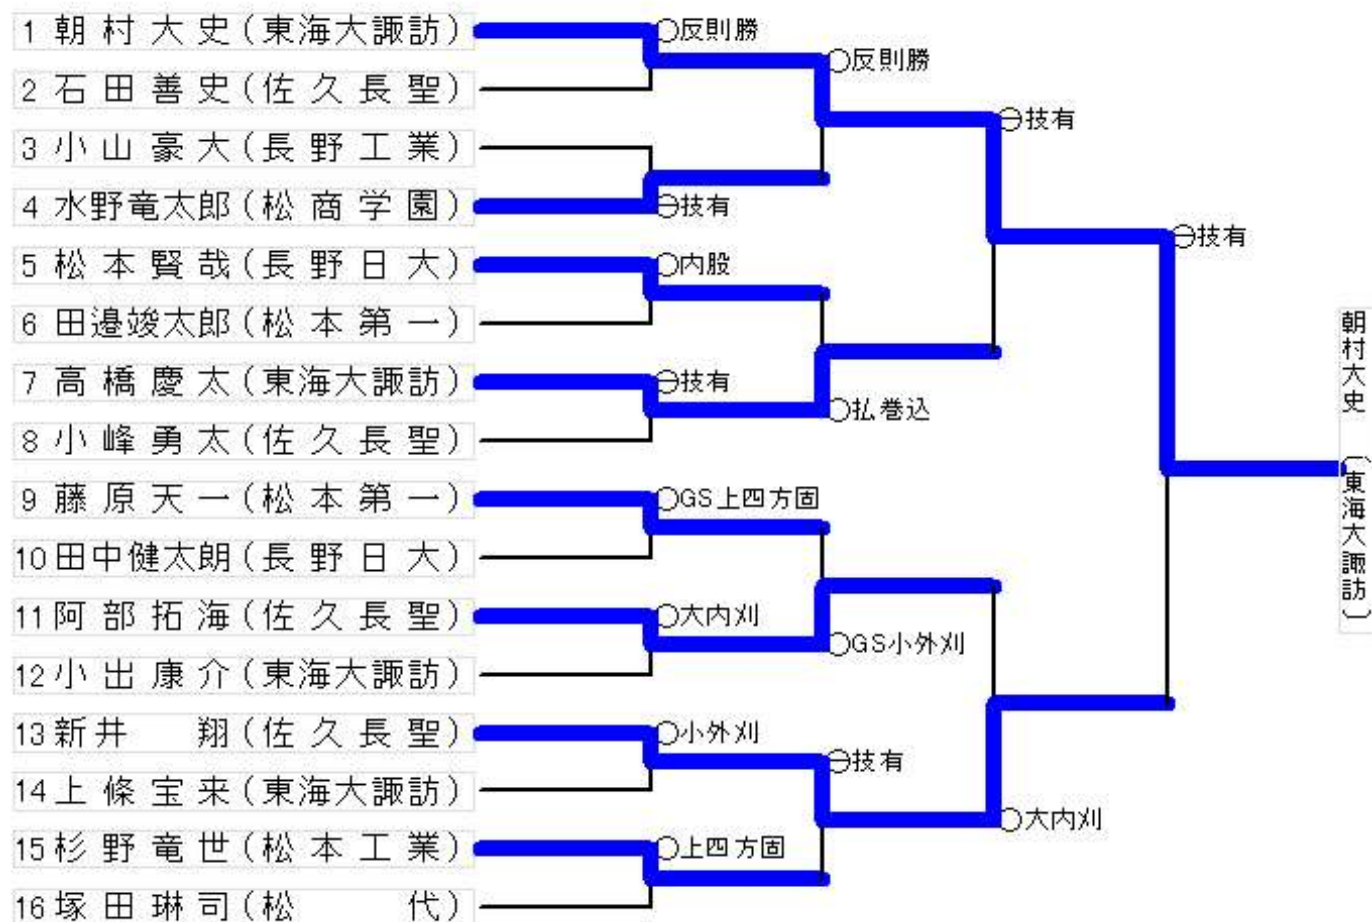 1 朝村大史(東海大諏訪)
2 石田善史(佐久長聖)
3 小山豪大(長野工業)
4 水野竜太郎(松商学園)
5 松本賢哉(長野日大)
6 田邉竣太郎(松本第一)
7 高橋慶太(東海大諏訪)
8 小峰勇太(佐久長聖)
9 藤原天一(松本第一)
10 田中健太朗(長野日大)
11 阿部拓海(佐久長聖)
12 小出康介(東海大諏訪)
13 新井 翔(佐久長聖)
14 上條宝来(東海大諏訪)
15 杉野竜世(松本工業)
16 塚田琳司(松 代)
○反則勝
㊀技有
○内股
㊀技有
○GS上四方固
○大内刈
○小外刈
○上四方固
○反則勝
○払巻込
○GS小外刈
㊀技有
㊀技有
○大内刈
㊀技有
朝村大史 (東海大諏訪)